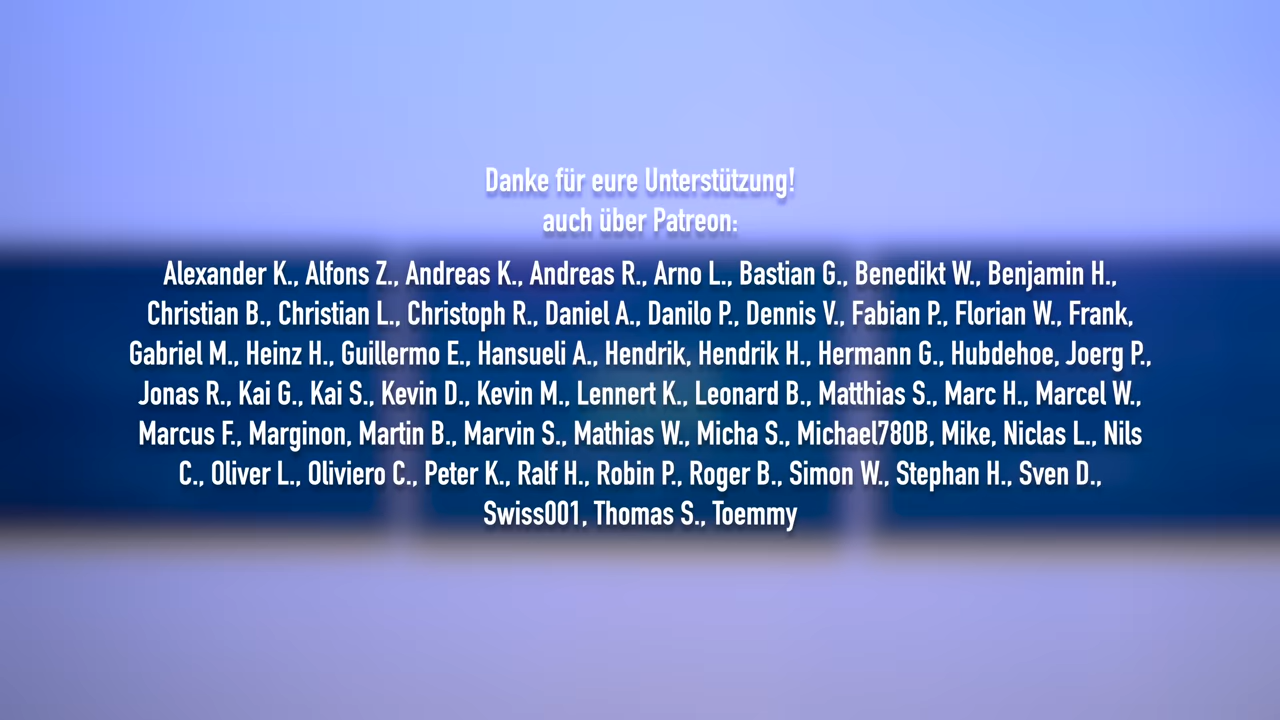 Danke für eure Unterstützung!
auch über Patreon:
Alexander K., Alfons Z., Andreas K., Andreas R., Arno L., Bastian G., Benedikt W., Benjamin H.,
Christian B., Christian L., Christoph R., Daniel A., Danilo P., Dennis V., Fabian P., Florian W., Frank,
Gabriel M., Heinz H., Guillermo E., Hansueli A., Hendrik, Hendrik H., Hermann G., Hubdehoe, Joerg P.,
Jonas R., Kai G., Kai S., Kevin D., Kevin M., Lennert K., Leonard B., Matthias S., Marc H., Marcel W.,
Marcus F., Marginon, Martin B., Marvin S., Mathias W., Micha S., Michael780B, Mike, Niclas L., Nils
C., Oliver L., Oliviero C., Peter K., Ralf H., Robin P., Roger B., Simon W., Stephan H., Sven D.,
Swiss001, Thomas S., Toemmy